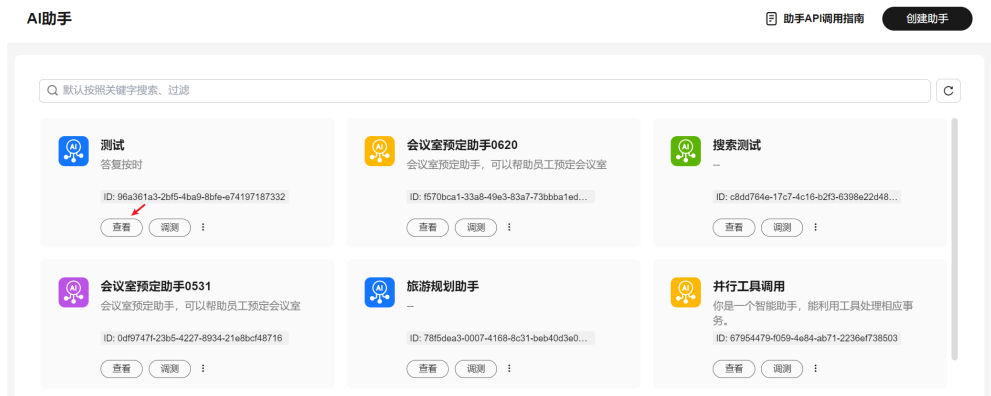 AI助手
助手API调用指南
创建助手
默认按照关键字搜索、过滤
测试
答复按时
ID: 96a361a3-2bf5-4ba9-8bfe-e74197187332
查看 调测
会议室预定助手0620
会议室预定助手，可以帮助员工预定会议室
ID: f570bca1-33a8-49e3-83a7-73bbba1ed...
查看 调测
搜索测试
--
ID: c8dd764e-17c7-4c16-b2f3-6398e22d48...
查看 调测
会议室预定助手0531
会议室预定助手，可以帮助员工预定会议室
ID: 0df9747f-23b5-4227-8934-21e8bcf48716
查看 调测
旅游规划助手
--
ID: 78f5dea3-0007-4168-8c31-beb40d3e0...
查看 调测
并行工具调用
你是一个智能助手，能利用工具处理相应事
务。
ID: 67954479-f059-4e84-ab71-2236ef738503
查看 调测